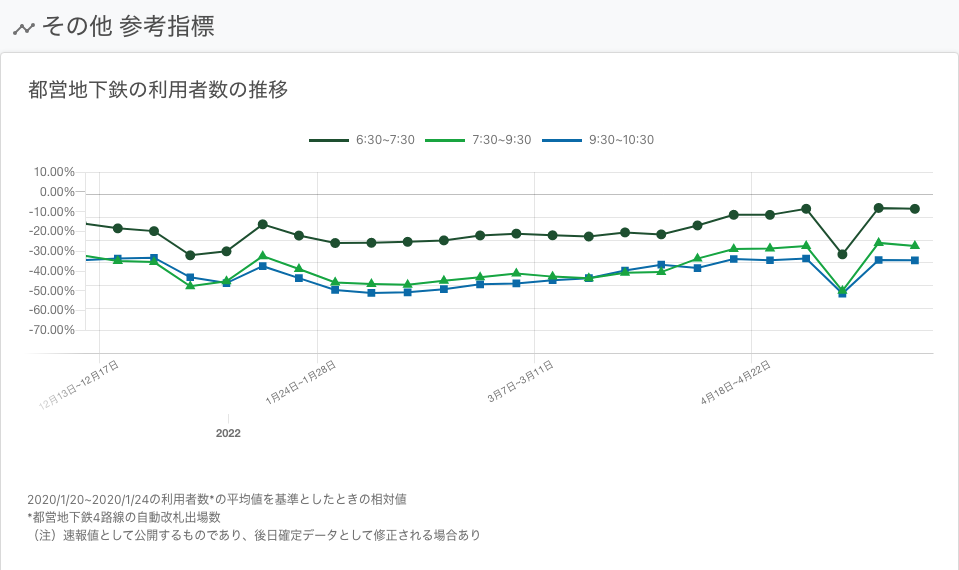 その他 参考指標
都営地下鉄の利用者数の推移
6:30~7:30 7:30~9:30 9:30~10:30
10.00%
0.00%
-10.00%
-20.00%
-30.00%
-40.00%
-50.00%
-60.00%
-70.00%
12月13日~12月17日 1月24日~1月28日 3月7日~3月11日 4月18日~4月22日
2022
2020/1/20~2020/1/24の利用者数*の平均値を基準としたときの相対値
*都営地下鉄4路線の自動改札出場数
（注）速報値として公開するものであり、後日確定データとして修正される場合あり